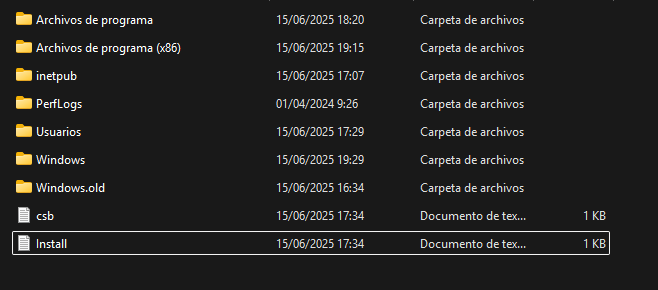 Archivos de programa 15/06/2025 18:20 Carpeta de archivos
Archivos de programa (x86) 15/06/2025 19:15 Carpeta de archivos
inetpub 15/06/2025 17:07 Carpeta de archivos
PerfLogs 01/04/2024 9:26 Carpeta de archivos
Usuarios 15/06/2025 17:29 Carpeta de archivos
Windows 15/06/2025 19:29 Carpeta de archivos
Windows.old 15/06/2025 16:34 Carpeta de archivos
csb 15/06/2025 17:34 Documento de tex... 1 KB
Install 15/06/2025 17:34 Documento de tex... 1 KB